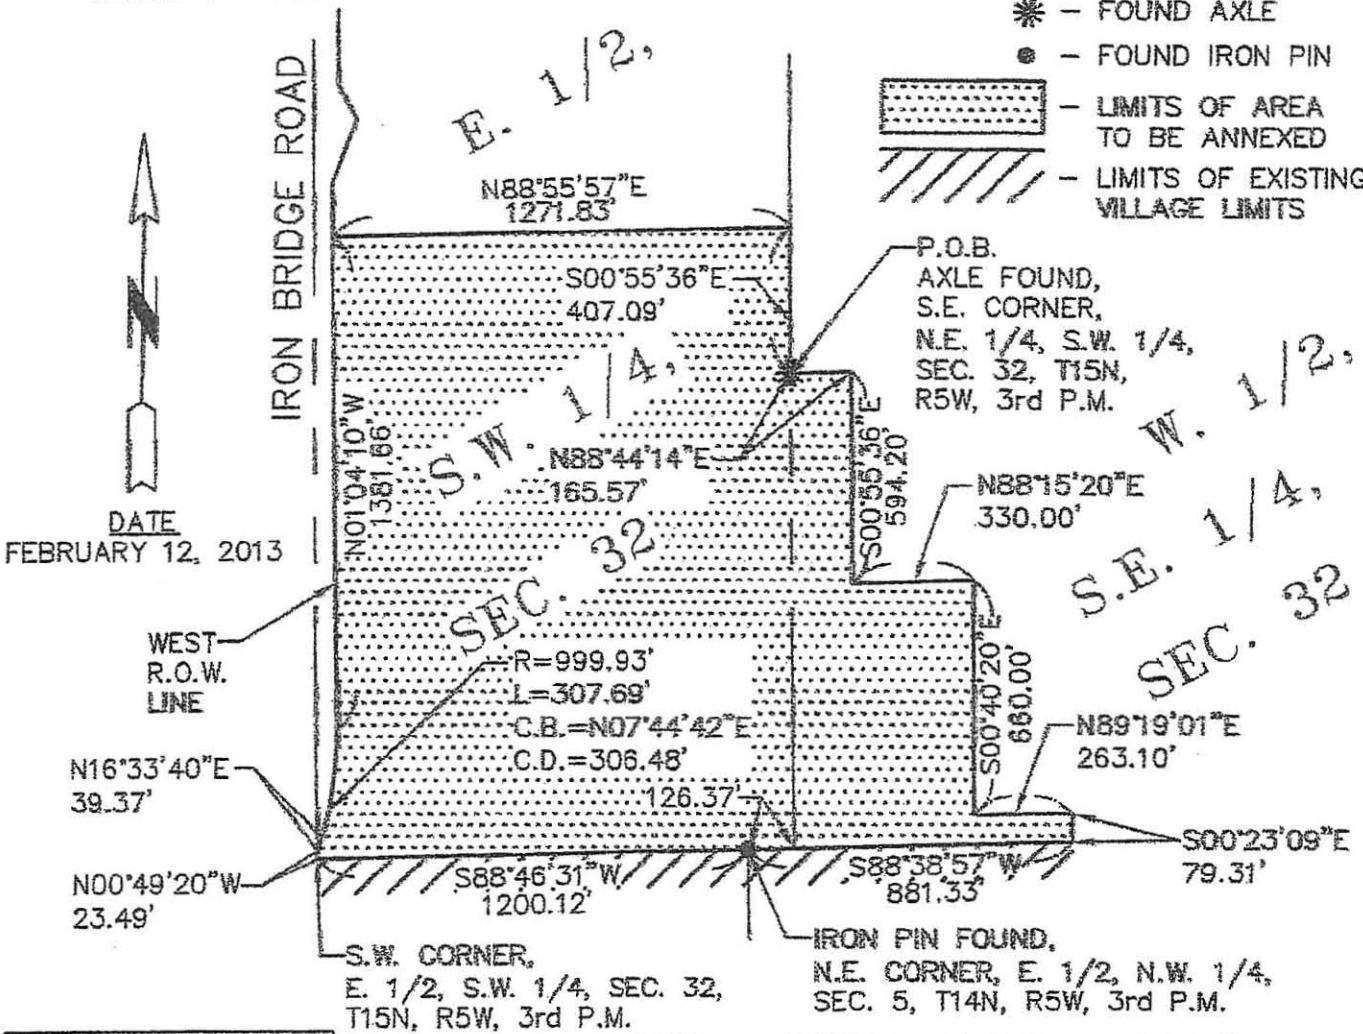 ✱ – FOUND AXLE
● – FOUND IRON PIN
– LIMITS OF AREA
TO BE ANNEXED
– LIMITS OF EXISTING
VILLAGE LIMITS
IRON BRIDGE ROAD
E. 1/2,
N88°55'57"E
1271.83'
S00°55'36"E
407.09'
P.O.B.
AXLE FOUND,
S.E. CORNER,
N.E. 1/4, S.W. 1/4,
SEC. 32, T15N,
R5W, 3rd P.M.
N
DATE
FEBRUARY 12, 2013
N01°04'10"W
1381.66'
S.W. 1/4,
SEC. 32
N88°44'14"E
165.57'
S00°55'36"E
594.20'
W. 1/2,
S.E. 1/4,
SEC. 32
N88°15'20"E
330.00'
WEST
R.O.W.
LINE
R=999.93'
L=307.69'
C.B.=N07°44'42"E
C.D.=306.48'
S00°40'20"E
660.00'
N89°19'01"E
263.10'
N16°33'40"E
39.37'
126.37'
S00°23'09"E
79.31'
N00°49'20"W
23.49'
S88°46'31"W
1200.12'
S88°38'57"W
881.33'
S.W. CORNER,
E. 1/2, S.W. 1/4, SEC. 32,
T15N, R5W, 3rd P.M.
IRON PIN FOUND,
N.E. CORNER, E. 1/2, N.W. 1/4,
SEC. 5, T14N, R5W, 3rd P.M.